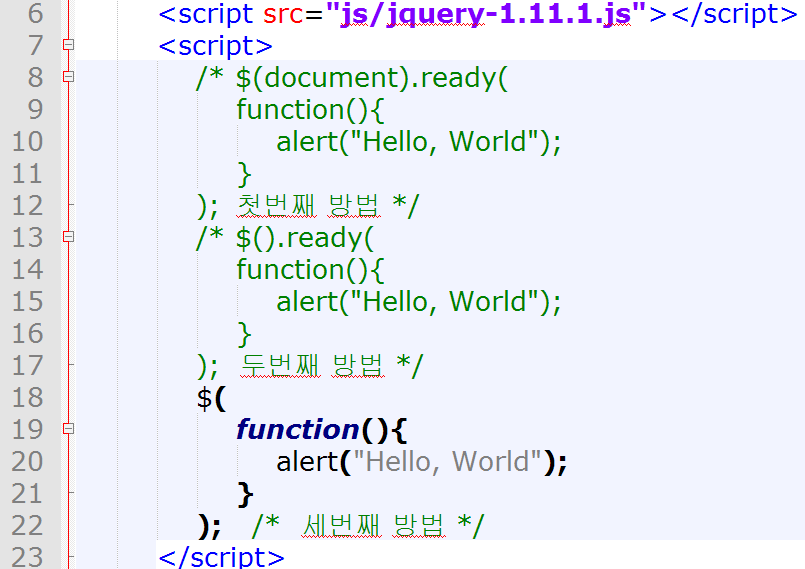 6 <script src="js/jquery-1.11.1.js"></script>
7 <script>
8 /* $(document).ready(
9 function(){
10 alert("Hello, World");
11 }
12 ); 첫번째 방법 */
13 /* $().ready(
14 function(){
15 alert("Hello, World");
16 }
17 ); 두번째 방법 */
18 $(
19 function(){
20 alert("Hello, World");
21 }
22 ); /* 세번째 방법 */
23 </script>